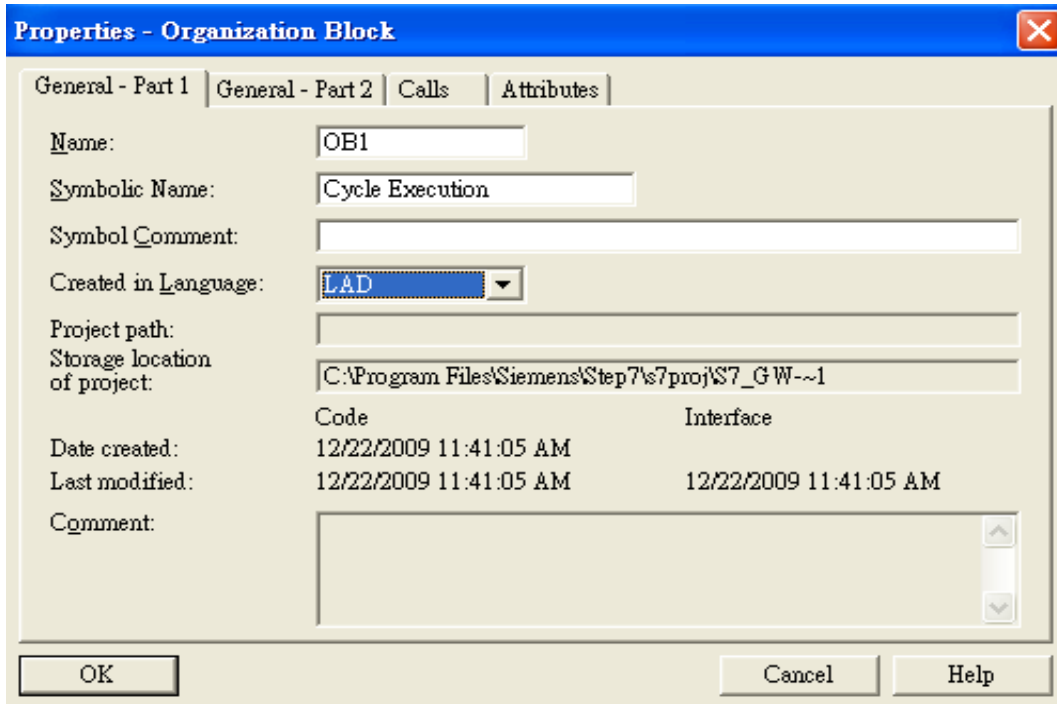 Properties - Organization Block
General - Part 1 General - Part 2 Calls Attributes
Name: OB1
Symbolic Name: Cycle Execution
Symbol Comment:
Created in Language: LAD
Project path:
Storage location
of project: C:\Program Files\Siemens\Step7\s7proj\S7_GW-~1
Code Interface
Date created: 12/22/2009 11:41:05 AM
Last modified: 12/22/2009 11:41:05 AM 12/22/2009 11:41:05 AM
Comment:
OK Cancel Help